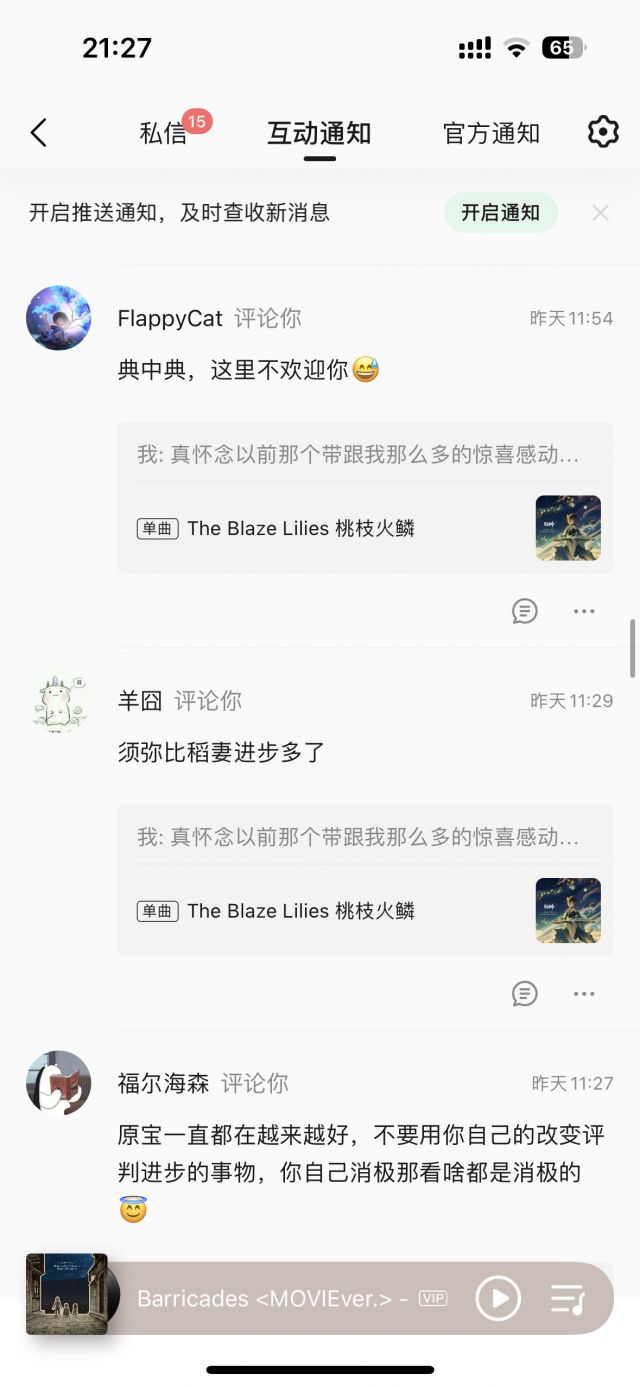 21:27
65
私信
15
互动通知
官方通知
开启推送通知，及时查收新消息
开启通知
FlappyCat 评论你
昨天11:54
典中典，这里不欢迎你😅
我: 真怀念以前那个带跟我那么多的惊喜感动...
单曲 The Blaze Lilies 桃枝火鳞
羊囧 评论你
昨天11:29
须弥比稻妻进步多了
我: 真怀念以前那个带跟我那么多的惊喜感动...
单曲 The Blaze Lilies 桃枝火鳞
福尔海森 评论你
昨天11:27
原宝一直都在越来越好，不要用你自己的改变评
判进步的事物，你自己消极那看啥都是消极的
😇
Barricades <MOVIEver.> - VIP